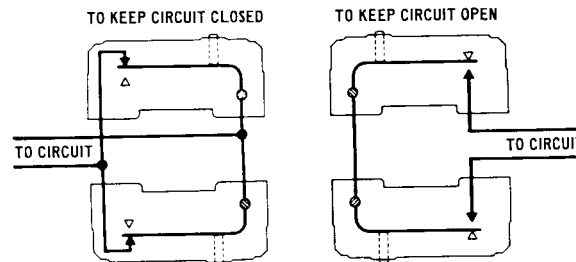 TO KEEP CIRCUIT CLOSED
TO KEEP CIRCUIT OPEN
TO CIRCUIT
TO CIRCUIT